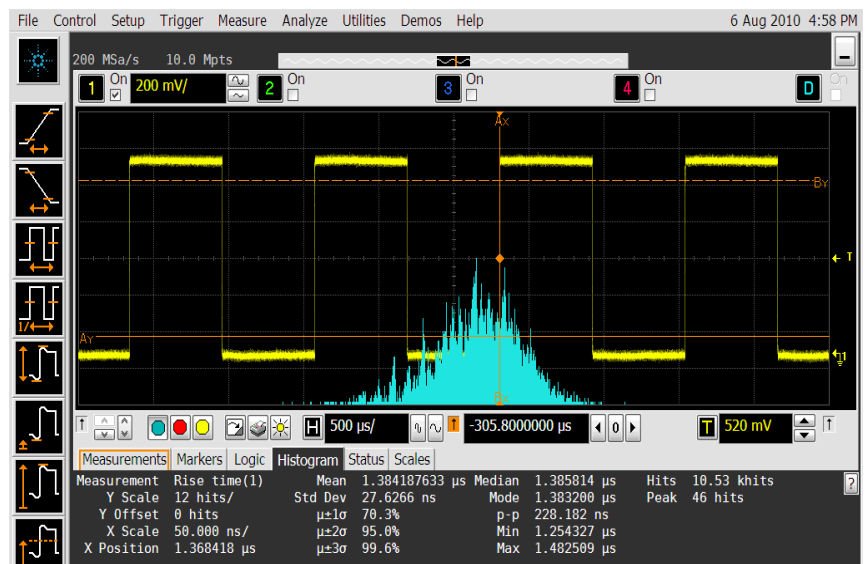 File Control Setup Trigger Measure Analyze Utilities Demos Help 6 Aug 2010 4:58 PM
200 MSa/s 10.0 Mpts
1 On 200 mV/ 2 On 3 On 4 On D On
Ax
By
T
Ay
1
Bx
1/
H 500 µs/ -305.8000000 µs 0 T 520 mV
Measurements Markers Logic Histogram Status Scales
Measurement Rise time(1) Mean 1.384187633 µs Median 1.385814 µs Hits 10.53 khits
Y Scale 12 hits/ Std Dev 27.6266 ns Mode 1.383200 µs Peak 46 hits
Y Offset 0 hits µ±1σ 70.3% p-p 228.182 ns
X Scale 50.000 ns/ µ±2σ 95.0% Min 1.254327 µs
X Position 1.368418 µs µ±3σ 99.6% Max 1.482509 µs
?